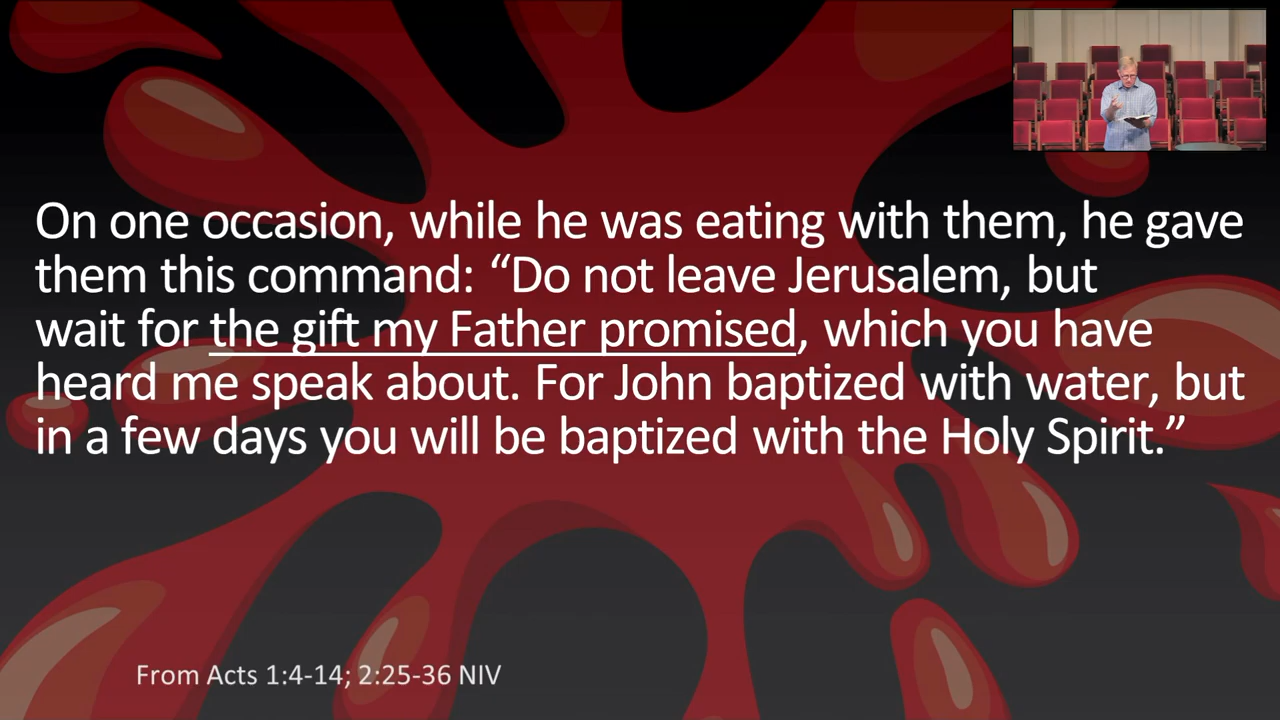 On one occasion, while he was eating with them, he gave
them this command: “Do not leave Jerusalem, but
wait for the gift my Father promised, which you have
heard me speak about. For John baptized with water, but
in a few days you will be baptized with the Holy Spirit.”
From Acts 1:4-14; 2:25-36 NIV